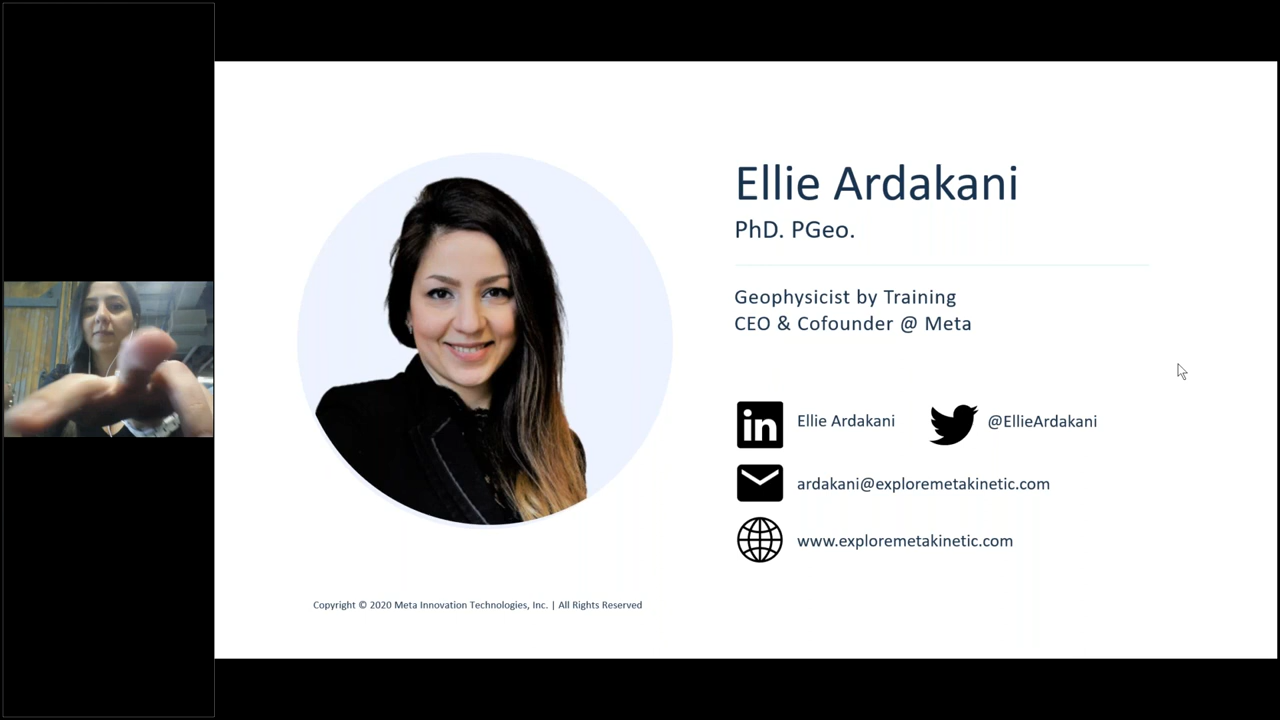 Ellie Ardakani
PhD. PGeo.
Geophysicist by Training
CEO & Cofounder @ Meta
in Ellie Ardakani @EllieArdakani
ardakani@exploremetakinetic.com
www.exploremetakinetic.com
Copyright © 2020 Meta Innovation Technologies, Inc. | All Rights Reserved